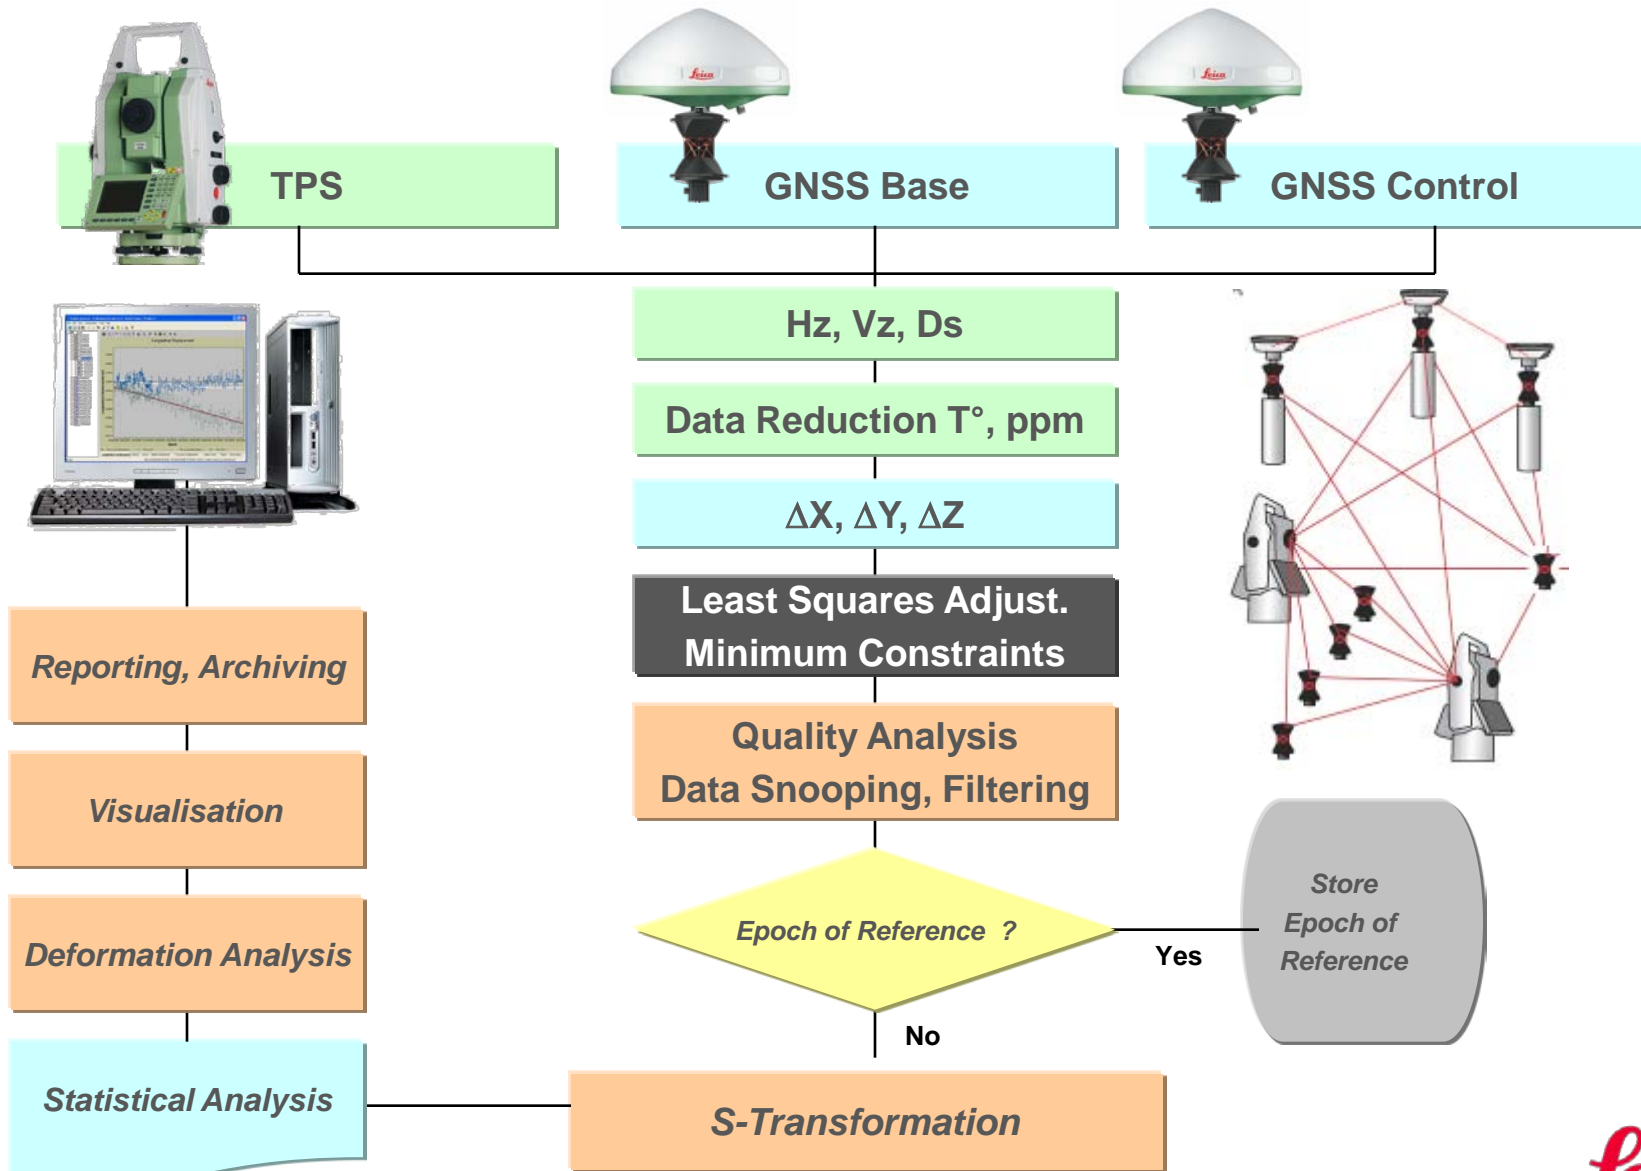 Leica
Leica
TPS
GNSS Base
GNSS Control
Hz, Vz, Ds
Data Reduction T°, ppm
ΔX, ΔY, ΔZ
Least Squares Adjust.
Minimum Constraints
Reporting, Archiving
Quality Analysis
Data Snooping, Filtering
Visualisation
Store
Epoch of
Reference
Epoch of Reference ?
Yes
Deformation Analysis
No
Statistical Analysis
S-Transformation